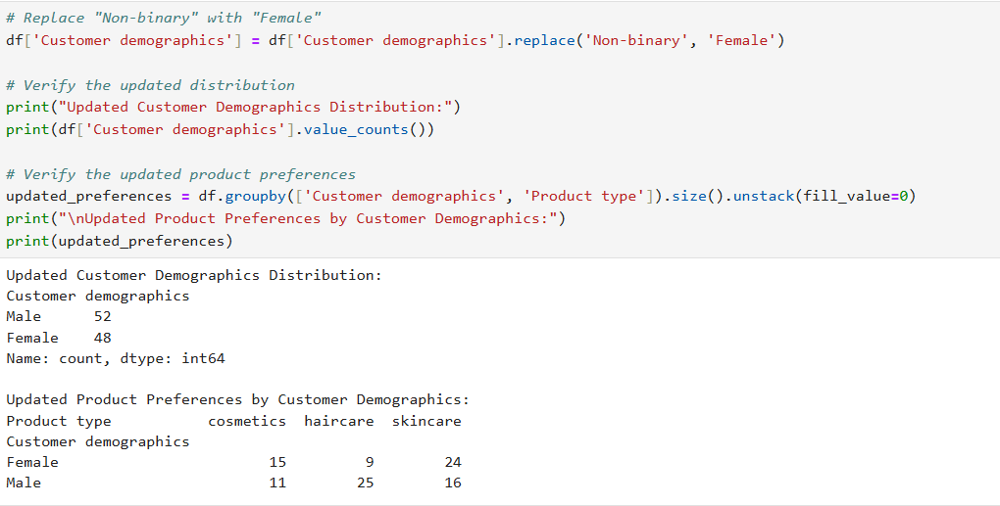 # Replace "Non-binary" with "Female"
df['Customer demographics'] = df['Customer demographics'].replace('Non-binary', 'Female')
# Verify the updated distribution
print("Updated Customer Demographics Distribution:")
print(df['Customer demographics'].value_counts())
# Verify the updated product preferences
updated_preferences = df.groupby(['Customer demographics', 'Product type']).size().unstack(fill_value=0)
print("\nUpdated Product Preferences by Customer Demographics:")
print(updated_preferences)
Updated Customer Demographics Distribution:
Customer demographics
Male      52
Female    48
Name: count, dtype: int64
Updated Product Preferences by Customer Demographics:
Product type           cosmetics  haircare  skincare
Customer demographics
Female                        15         9        24
Male                          11        25        16